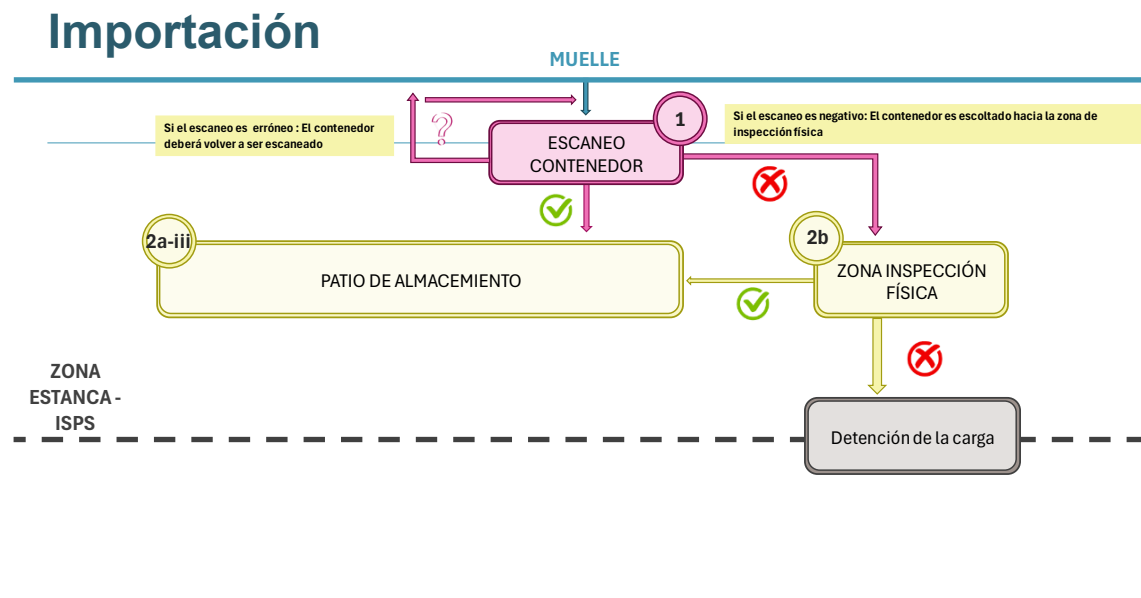 Importación
MUELLE
Si el escaneo es erróneo : El contenedor
deberá volver a ser escaneado
?
ESCANEO
CONTENEDOR
1
Si el escaneo es negativo: El contenedor es escoltado hacia la zona de
inspección física
2a-iii
PATIO DE ALMACEMIENTO
2b
ZONA INSPECCIÓN
FÍSICA
ZONA
ESTANCA -
ISPS
Detención de la carga